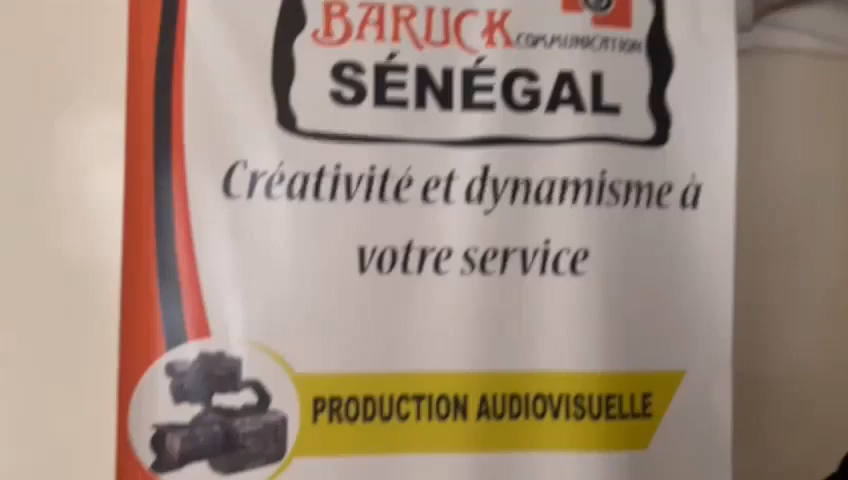 BARUCK COMMUNICATION
SÉNÉGAL
Créativité et dynamisme à
votre service
PRODUCTION AUDIOVISUELLE